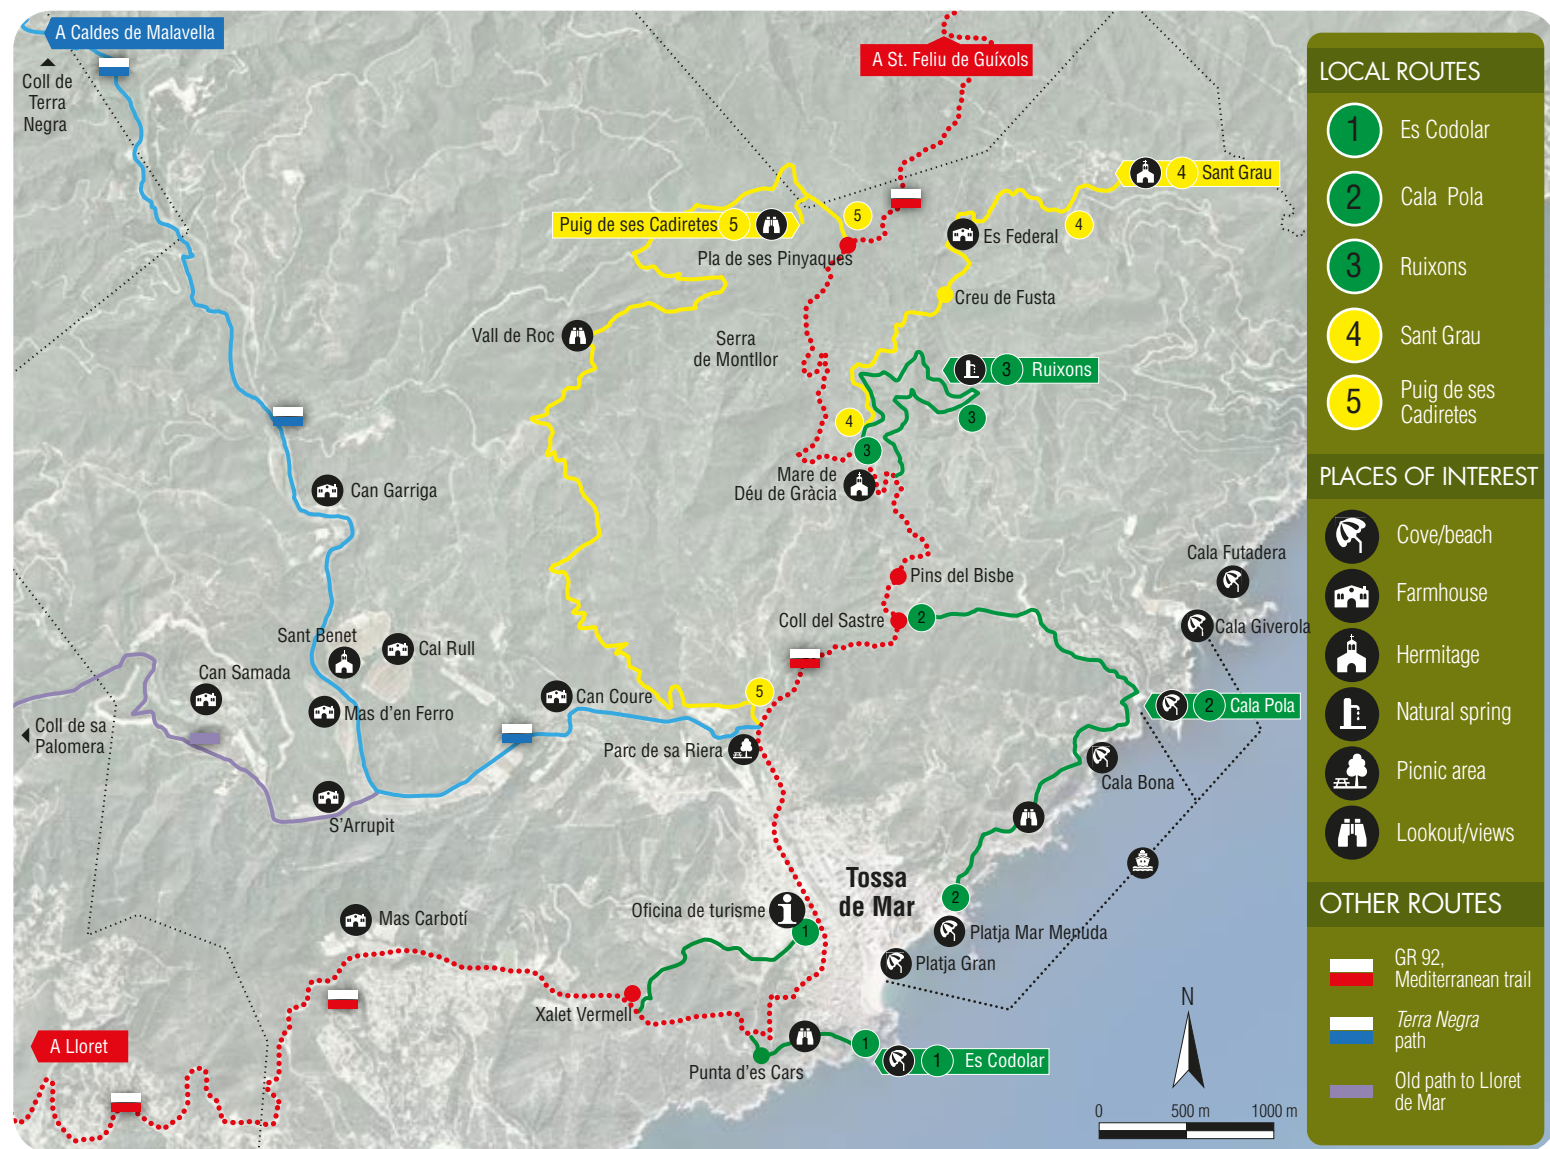 A Caldes de Malavella
Coll de
Terra
Negra
A St. Feliu de Guíxols
4 Sant Grau
Puig de ses Cadiretes 5
5
Pla de ses Pinyaques
Es Federal
4
Creu de Fusta
Vall de Roc
Serra
de Montllor
3 Ruixons
4
3
3
Mare de
Déu de Gràcia
Can Garriga
Cala Futadera
Pins del Bisbe
Coll del Sastre
2
Cala Giverola
Sant Benet
Cal Rull
Can Samada
Can Coure
5
2 Cala Pola
Mas d'en Ferro
Coll de sa
Palomera
Parc de sa Riera
Cala Bona
S'Arrupit
Tossa
de Mar
2
Oficina de turisme
i
1
Mas Carbotí
Platja Mar Menuda
Platja Gran
Xalet Vermell
A Lloret
Punta d'es Cars
1
1 Es Codolar
N
0 500 m 1000 m
LOCAL ROUTES
1 Es Codolar
2 Cala Pola
3 Ruixons
4 Sant Grau
5 Puig de ses
Cadiretes
PLACES OF INTEREST
Cove/beach
Farmhouse
Hermitage
Natural spring
Picnic area
Lookout/views
OTHER ROUTES
GR 92,
Mediterranean trail
Terra Negra
path
Old path to Lloret
de Mar